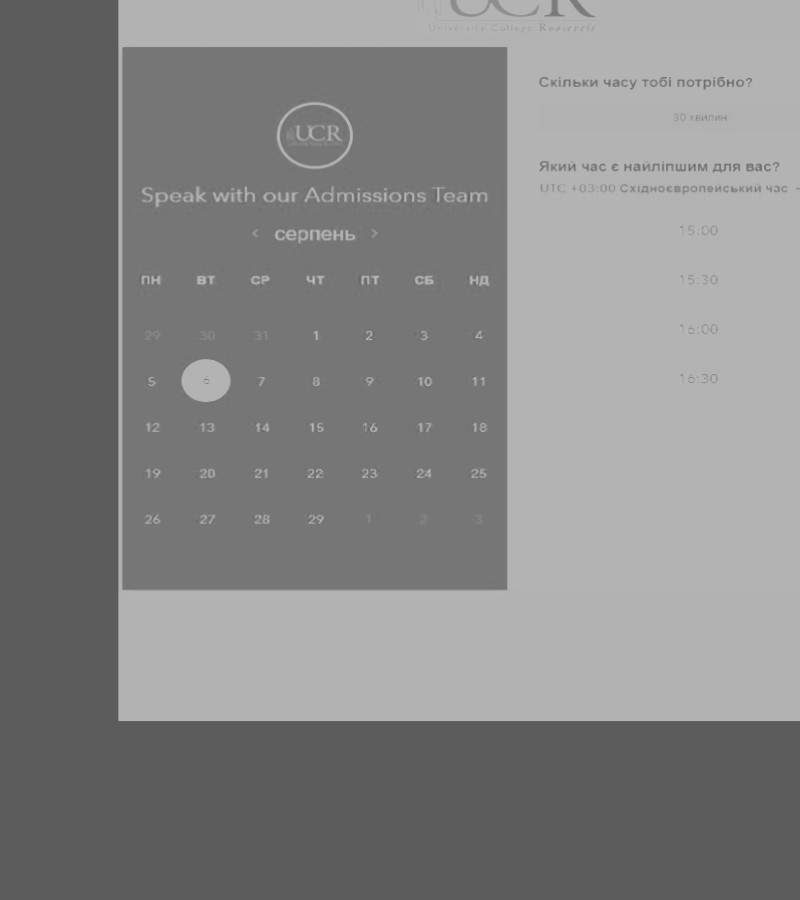 UCR
University College Roosevelt
UCR
Speak with our Admissions Team
< серпень >
ПН ВТ СР ЧТ ПТ СБ НД
29 30 31 1 2 3 4
5 6 7 8 9 10 11
12 13 14 15 16 17 18
19 20 21 22 23 24 25
26 27 28 29 1 2 3
Скільки часу тобі потрібно?
30 хвилин
Який час є найліпшим для вас?
UTC +03:00 Східноєвропейський час
15:00
15:30
16:00
16:30